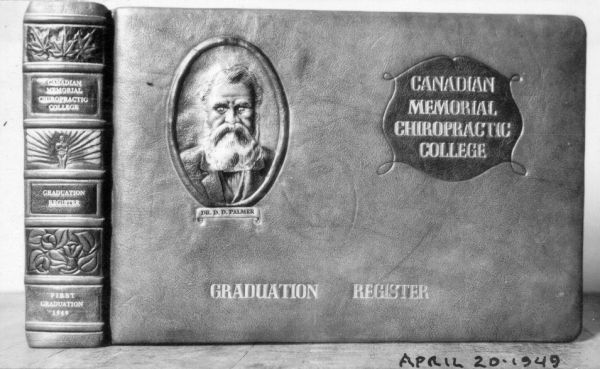 CANADIAN
MEMORIAL
CHIROPRACTIC
COLLEGE
GRADUATION
REGISTER
FIRST
GRADUATION
1949
DR. D. D. PALMER
CANADIAN
MEMORIAL
CHIROPRACTIC
COLLEGE
GRADUATION REGISTER
APRIL 20·1949